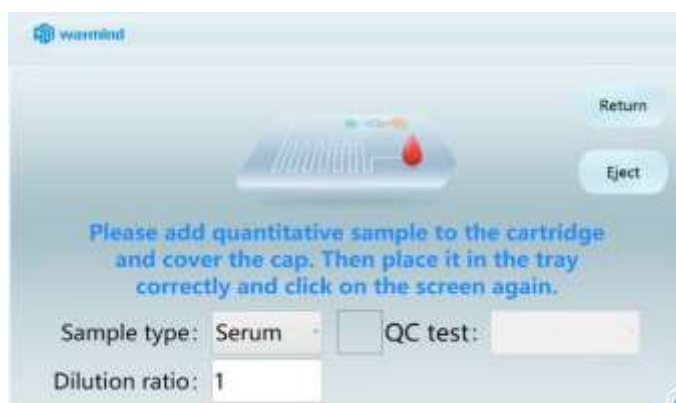 warmind
Return
Eject
Please add quantitative sample to the cartridge
and cover the cap. Then place it in the tray
correctly and click on the screen again.
Sample type: Serum QC test:
Dilution ratio: 1